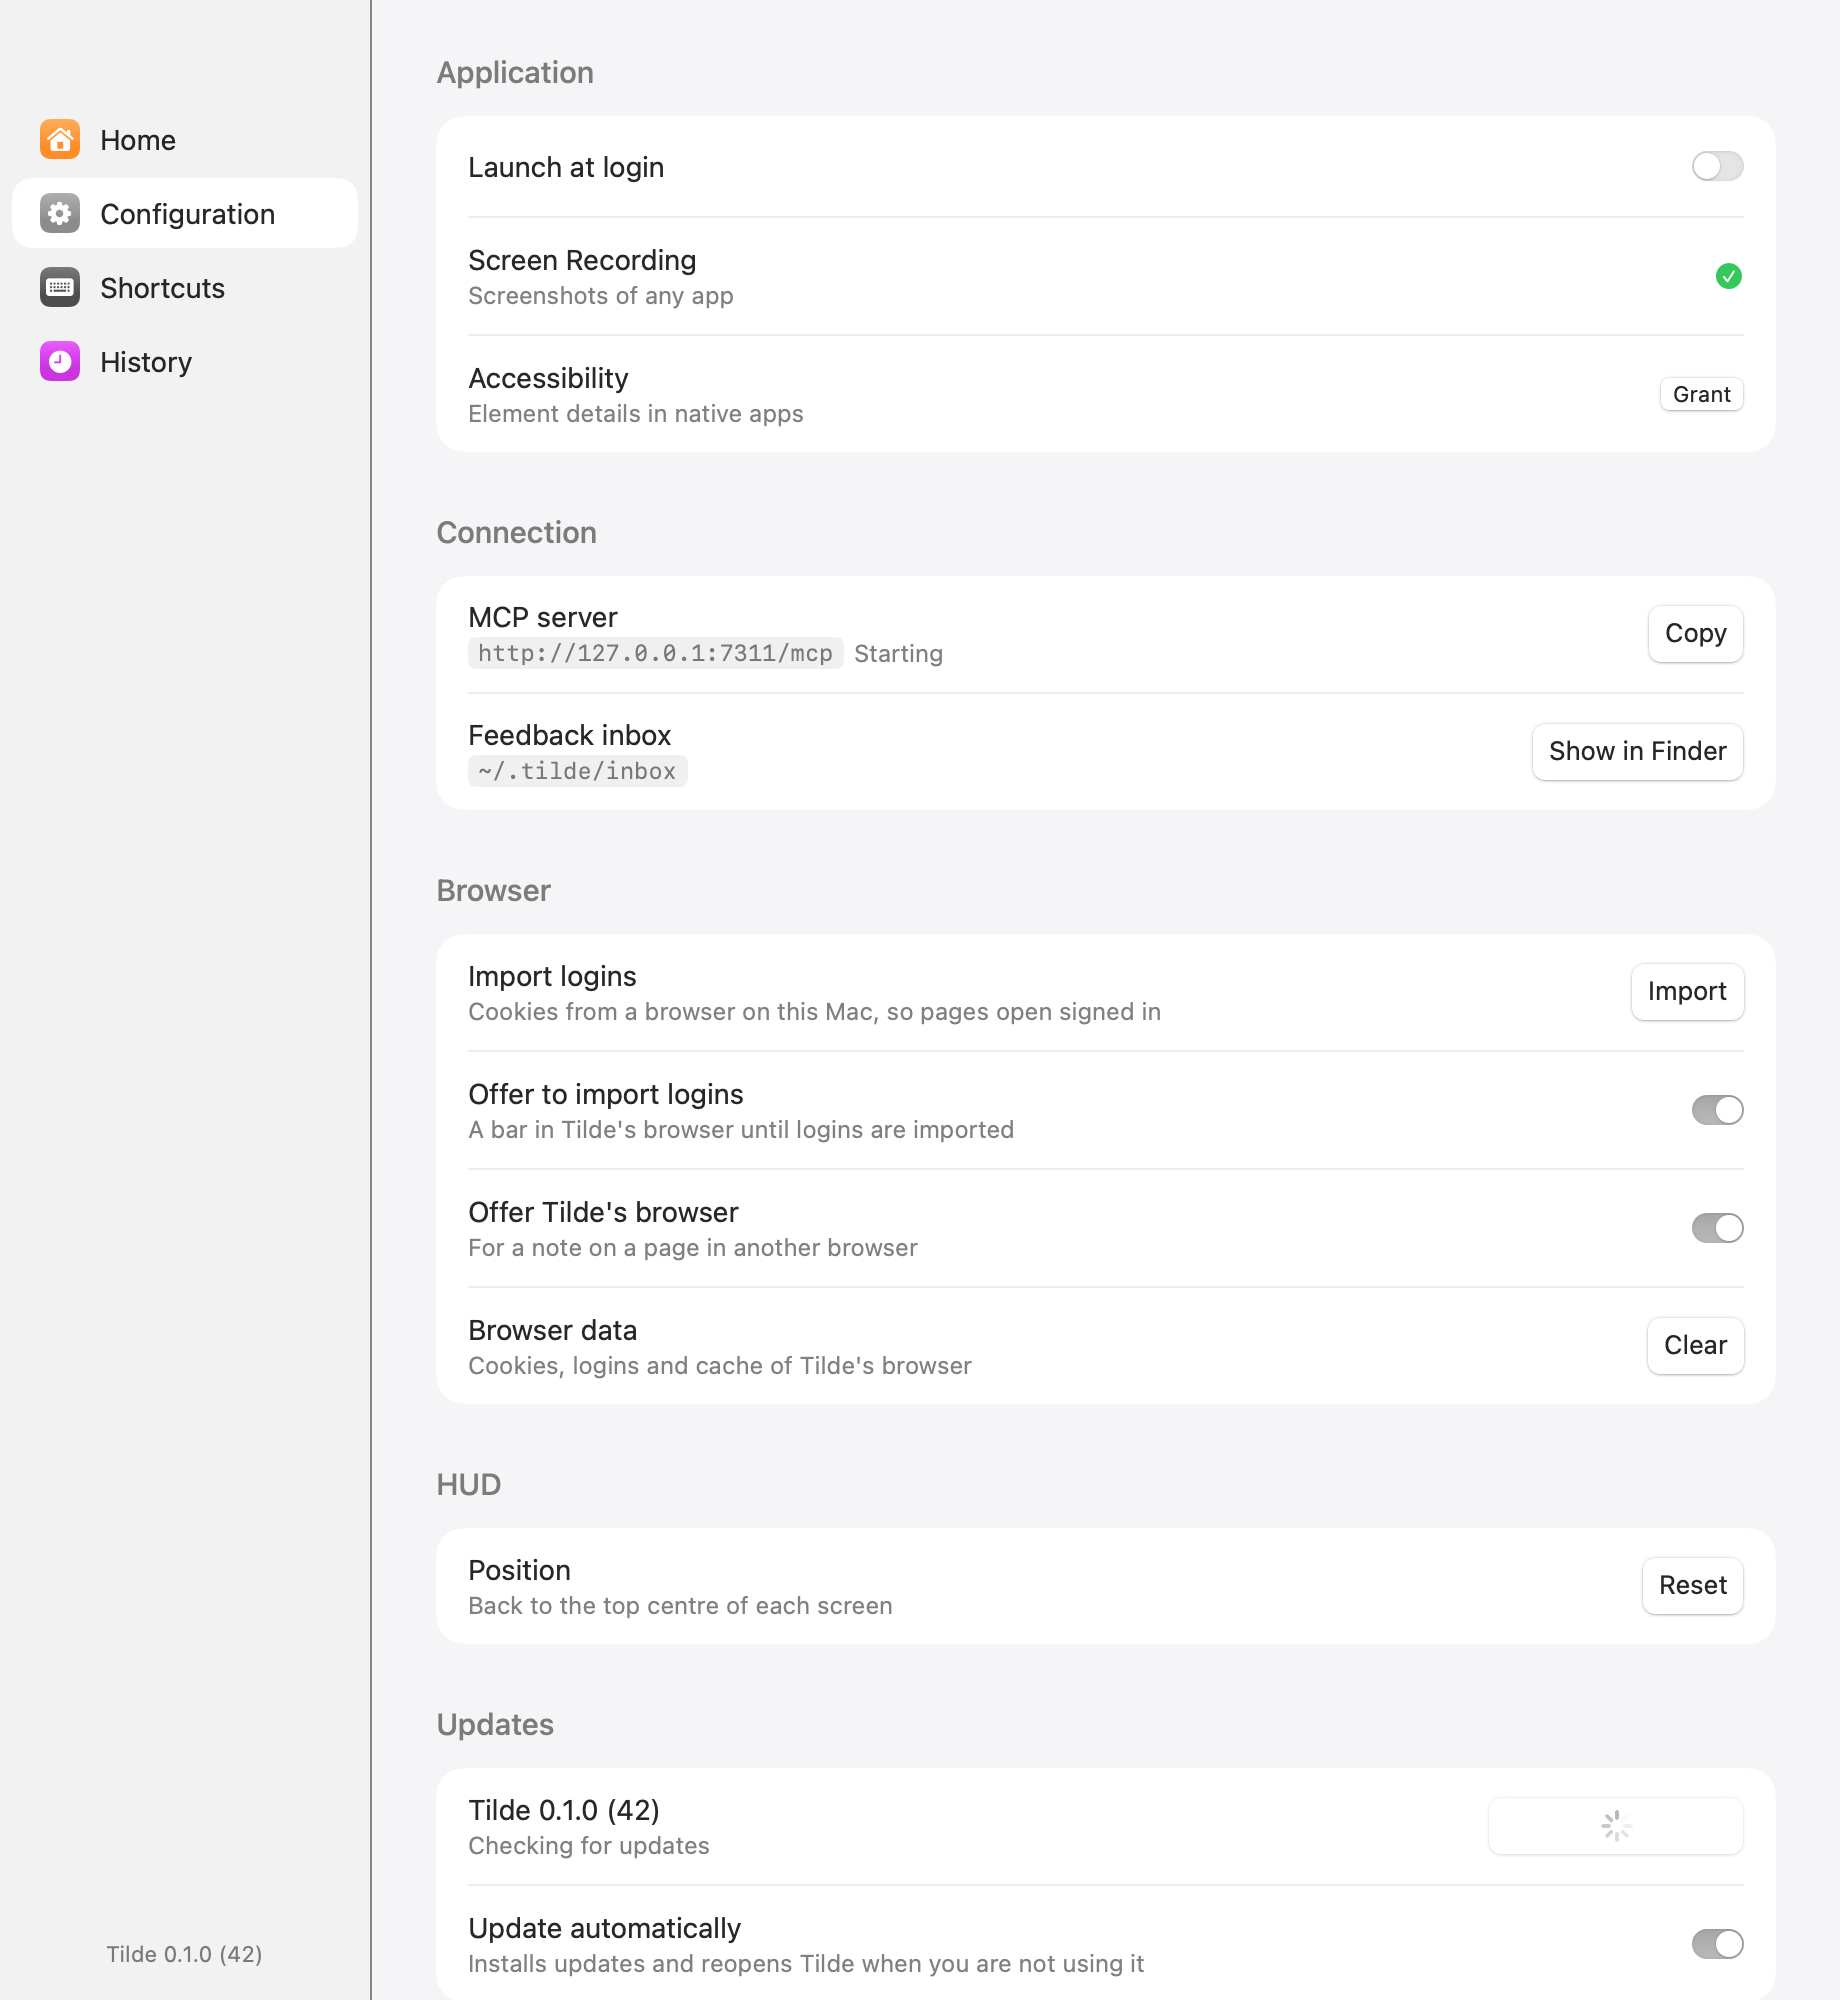 Home
Configuration
Shortcuts
History
Tilde 0.1.0 (42)
Application
Launch at login
Screen Recording
Screenshots of any app
Accessibility
Element details in native apps
Grant
Connection
MCP server
http://127.0.0.1:7311/mcp Starting
Copy
Feedback inbox
~/.tilde/inbox
Show in Finder
Browser
Import logins
Cookies from a browser on this Mac, so pages open signed in
Import
Offer to import logins
A bar in Tilde's browser until logins are imported
Offer Tilde's browser
For a note on a page in another browser
Browser data
Cookies, logins and cache of Tilde's browser
Clear
HUD
Position
Back to the top centre of each screen
Reset
Updates
Tilde 0.1.0 (42)
Checking for updates
Update automatically
Installs updates and reopens Tilde when you are not using it